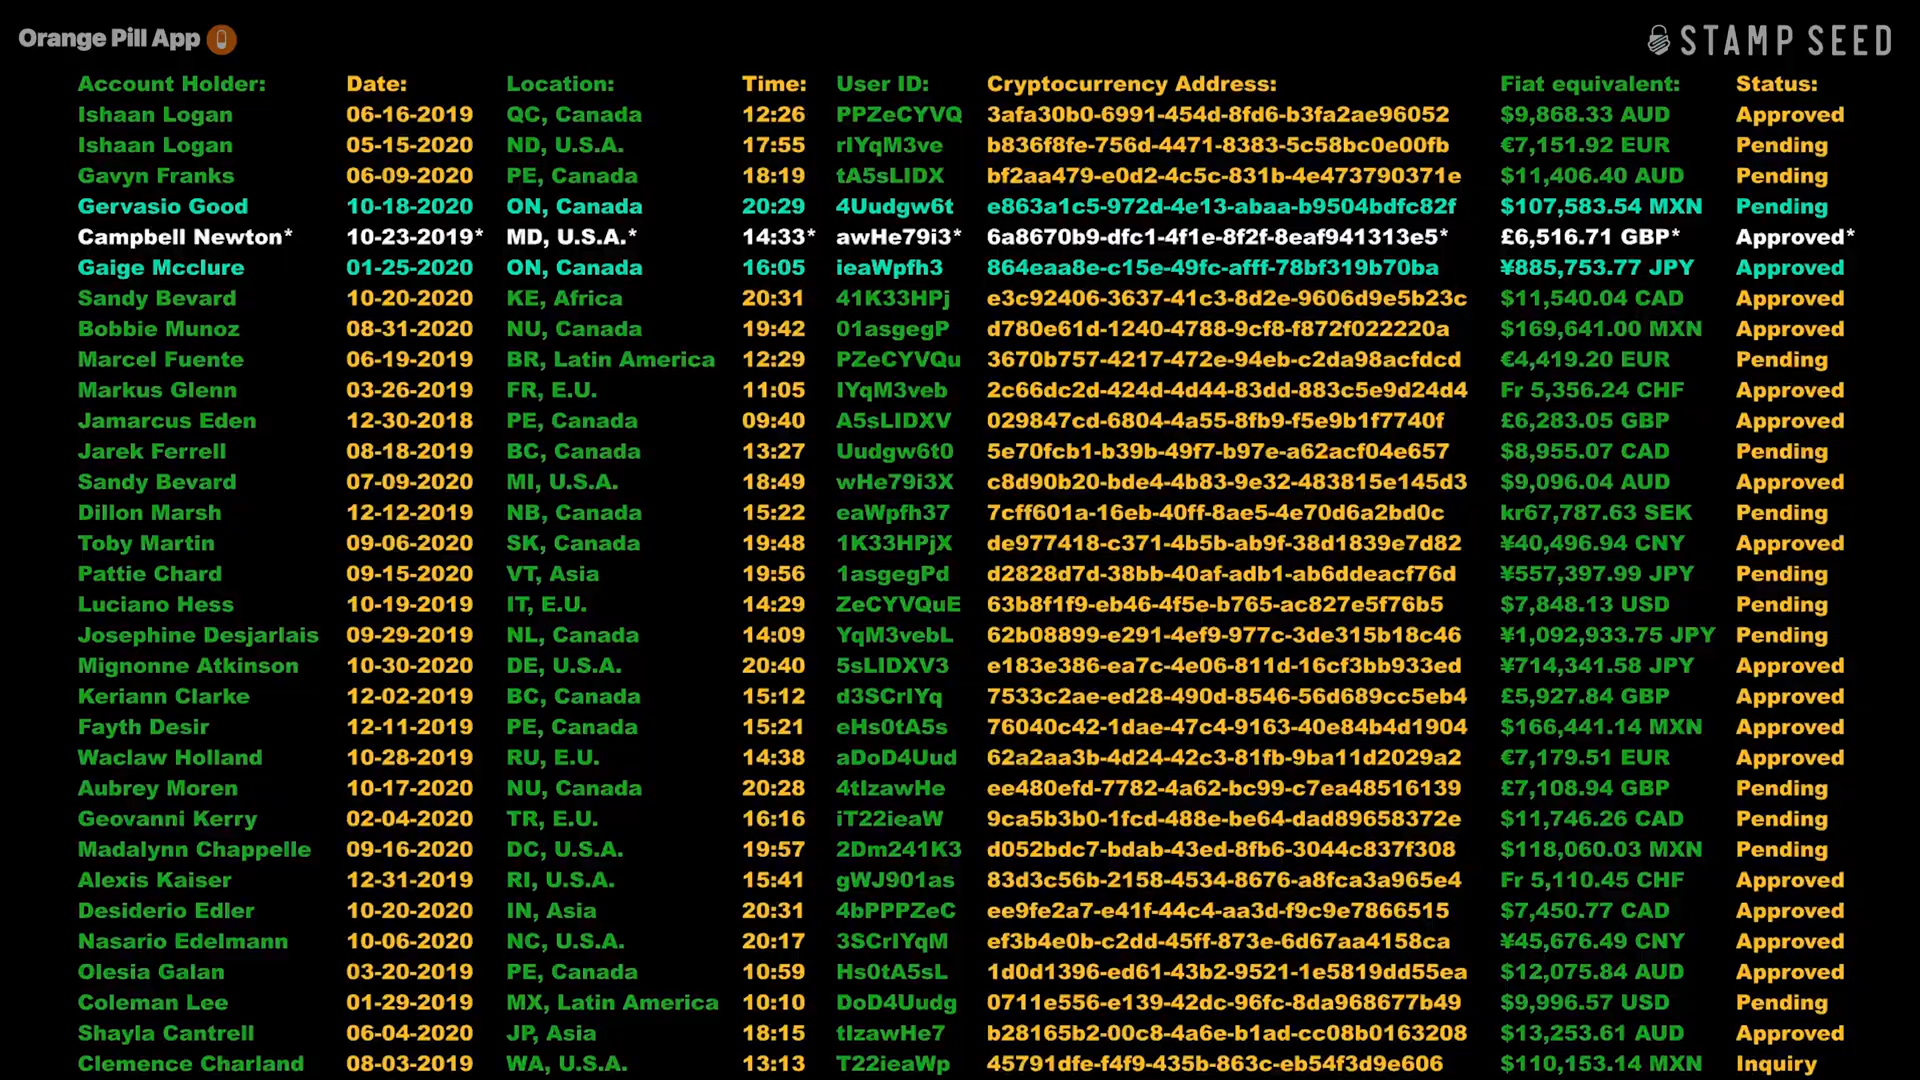 Orange Pill App
STAMP SEED
Account Holder: Date: Location: Time: User ID: Cryptocurrency Address: Fiat equivalent: Status:
Ishaan Logan 06-16-2019 QC, Canada 12:26 PPZeCYVQ 3afa30b0-6991-454d-8fd6-b3fa2ae96052 $9,868.33 AUD Approved
Ishaan Logan 05-15-2020 ND, U.S.A. 17:55 rIYqM3ve b836f8fe-756d-4471-8383-5c58bc0e00fb €7,151.92 EUR Pending
Gavyn Franks 06-09-2020 PE, Canada 18:19 tA5sLIDX bf2aa479-e0d2-4c5c-831b-4e473790371e $11,406.40 AUD Pending
Gervasio Good 10-18-2020 ON, Canada 20:29 4Uudgw6t e863a1c5-972d-4e13-abaa-b9504bdfc82f $107,583.54 MXN Pending
Campbell Newton* 10-23-2019* MD, U.S.A.* 14:33* awHe79i3* 6a8670b9-dfc1-4f1e-8f2f-8eaf941313e5* £6,516.71 GBP* Approved*
Gaige Mcclure 01-25-2020 ON, Canada 16:05 ieaWpfh3 864eaa8e-c15e-49fc-afff-78bf319b70ba ¥885,753.77 JPY Approved
Sandy Bevard 10-20-2020 KE, Africa 20:31 41K33HPj e3c92406-3637-41c3-8d2e-9606d9e5b23c $11,540.04 CAD Approved
Bobbie Munoz 08-31-2020 NU, Canada 19:42 01asgegP d780e61d-1240-4788-9cf8-f872f022220a $169,641.00 MXN Approved
Marcel Fuente 06-19-2019 BR, Latin America 12:29 PZeCYVQu 3670b757-4217-472e-94eb-c2da98acfdcd €4,419.20 EUR Pending
Markus Glenn 03-26-2019 FR, E.U. 11:05 IYqM3veb 2c66dc2d-424d-4d44-83dd-883c5e9d24d4 Fr 5,356.24 CHF Approved
Jamarcus Eden 12-30-2018 PE, Canada 09:40 A5sLIDXV 029847cd-6804-4a55-8fb9-f5e9b1f7740f £6,283.05 GBP Approved
Jarek Ferrell 08-18-2019 BC, Canada 13:27 Uudgw6t0 5e70fcb1-b39b-49f7-b97e-a62acf04e657 $8,955.07 CAD Pending
Sandy Bevard 07-09-2020 MI, U.S.A. 18:49 wHe79i3X c8d90b20-bde4-4b83-9e32-483815e145d3 $9,096.04 AUD Approved
Dillon Marsh 12-12-2019 NB, Canada 15:22 eaWpfh37 7cff601a-16eb-40ff-8ae5-4e70d6a2bd0c kr67,787.63 SEK Pending
Toby Martin 09-06-2020 SK, Canada 19:48 1K33HPjX de977418-c371-4b5b-ab9f-38d1839e7d82 ¥40,496.94 CNY Approved
Pattie Chard 09-15-2020 VT, Asia 19:56 1asgegPd d2828d7d-38bb-40af-adb1-ab6ddeacf76d ¥557,397.99 JPY Pending
Luciano Hess 10-19-2019 IT, E.U. 14:29 ZeCYVQuE 63b8f1f9-eb46-4f5e-b765-ac827e5f76b5 $7,848.13 USD Pending
Josephine Desjarlais 09-29-2019 NL, Canada 14:09 YqM3vebL 62b08899-e291-4ef9-977c-3de315b18c46 ¥1,092,933.75 JPY Pending
Mignonne Atkinson 10-30-2020 DE, U.S.A. 20:40 5sLIDXV3 e183e386-ea7c-4e06-811d-16cf3bb933ed ¥714,341.58 JPY Approved
Keriann Clarke 12-02-2019 BC, Canada 15:12 d3SCrIYq 7533c2ae-ed28-490d-8546-56d689cc5eb4 £5,927.84 GBP Approved
Fayth Desir 12-11-2019 PE, Canada 15:21 eHs0tA5s 76040c42-1dae-47c4-9163-40e84b4d1904 $166,441.14 MXN Approved
Waclaw Holland 10-28-2019 RU, E.U. 14:38 aDoD4Uud 62a2aa3b-4d24-42c3-81fb-9ba11d2029a2 €7,179.51 EUR Approved
Aubrey Moren 10-17-2020 NU, Canada 20:28 4tIzawHe ee480efd-7782-4a62-bc99-c7ea48516139 £7,108.94 GBP Pending
Geovanni Kerry 02-04-2020 TR, E.U. 16:16 iT22ieaW 9ca5b3b0-1fcd-488e-be64-dad89658372e $11,746.26 CAD Pending
Madalynn Chappelle 09-16-2020 DC, U.S.A. 19:57 2Dm241K3 d052bdc7-bdab-43ed-8fb6-3044c837f308 $118,060.03 MXN Pending
Alexis Kaiser 12-31-2019 RI, U.S.A. 15:41 gWJ901as 83d3c56b-2158-4534-8676-a8fca3a965e4 Fr 5,110.45 CHF Approved
Desiderio Edler 10-20-2020 IN, Asia 20:31 4bPPPZeC ee9fe2a7-e41f-44c4-aa3d-f9c9e7866515 $7,450.77 CAD Approved
Nasario Edelmann 10-06-2020 NC, U.S.A. 20:17 3SCrIYqM ef3b4e0b-c2dd-45ff-873e-6d67aa4158ca ¥45,676.49 CNY Approved
Olesia Galan 03-20-2019 PE, Canada 10:59 Hs0tA5sL 1d0d1396-ed61-43b2-9521-1e5819dd55ea $12,075.84 AUD Approved
Coleman Lee 01-29-2019 MX, Latin America 10:10 DoD4Uudg 0711e556-e139-42dc-96fc-8da968677b49 $9,996.57 USD Pending
Shayla Cantrell 06-04-2020 JP, Asia 18:15 tIzawHe7 b28165b2-00c8-4a6e-b1ad-cc08b0163208 $13,253.61 AUD Approved
Clemence Charland 08-03-2019 WA, U.S.A. 13:13 T22ieaWp 45791dfe-f4f9-435b-863c-eb54f3d9e606 $110,153.14 MXN Inquiry